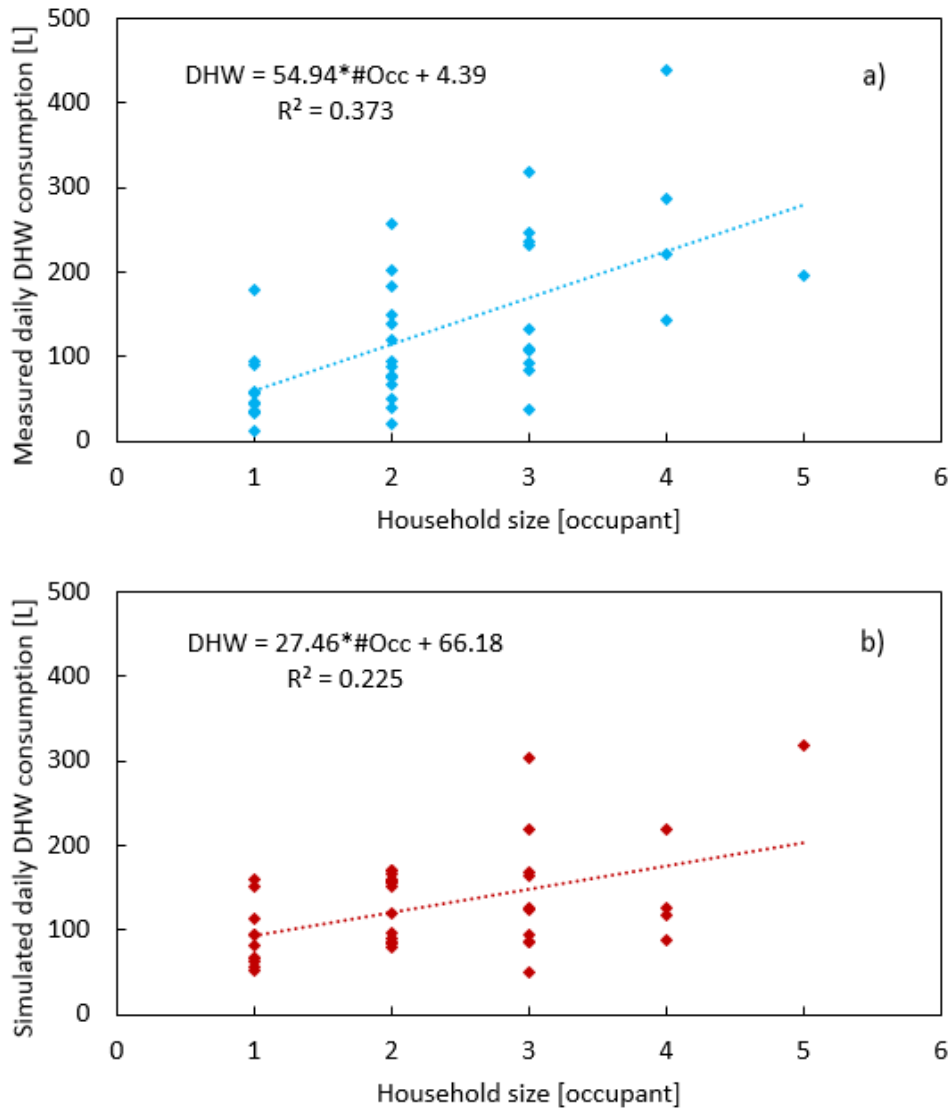 Measured daily DHW consumption [L]
500
400
300
200
100
0
DHW = 54.94*#Occ + 4.39
R² = 0.373
a)
0 1 2 3 4 5 6
Household size [occupant]
Simulated daily DHW consumption [L]
500
400
300
200
100
0
DHW = 27.46*#Occ + 66.18
R² = 0.225
b)
0 1 2 3 4 5 6
Household size [occupant]